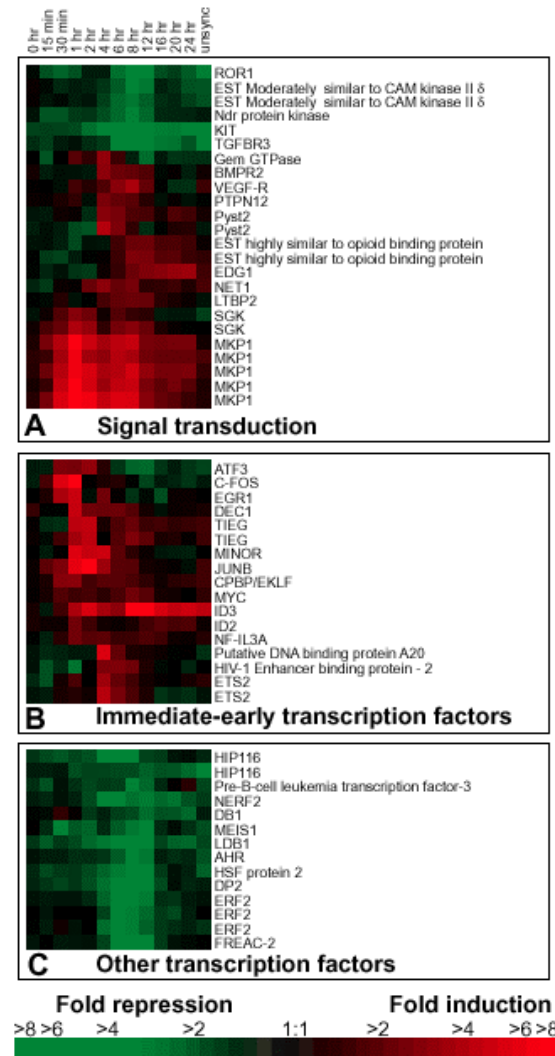 0 hr
15 min
30 min
1 hr
2 hr
4 hr
6 hr
8 hr
12 hr
16 hr
20 hr
24 hr
unsync
ROR1
EST Moderately similar to CAM kinase II δ
EST Moderately similar to CAM kinase II δ
Ndr protein kinase
KIT
TGFBR3
Gem GTPase
BMPR2
VEGF-R
PTPN12
Pyst2
Pyst2
EST highly similar to opioid binding protein
EST highly similar to opioid binding protein
EDG1
NET1
LTBP2
SGK
SGK
MKP1
MKP1
MKP1
MKP1
MKP1
A Signal transduction
ATF3
C-FOS
EGR1
DEC1
TIEG
TIEG
MINOR
JUNB
CPBP/EKLF
MYC
ID3
ID2
NF-IL3A
Putative DNA binding protein A20
HIV-1 Enhancer binding protein - 2
ETS2
ETS2
B Immediate-early transcription factors
HIP116
HIP116
Pre-B-cell leukemia transcription factor-3
NERF2
DB1
MEIS1
LDB1
AHR
HSF protein 2
DP2
ERF2
ERF2
ERF2
FREAC-2
C Other transcription factors
Fold repression Fold induction
>8 >6 >4 >2 1:1 >2 >4 >6 >8